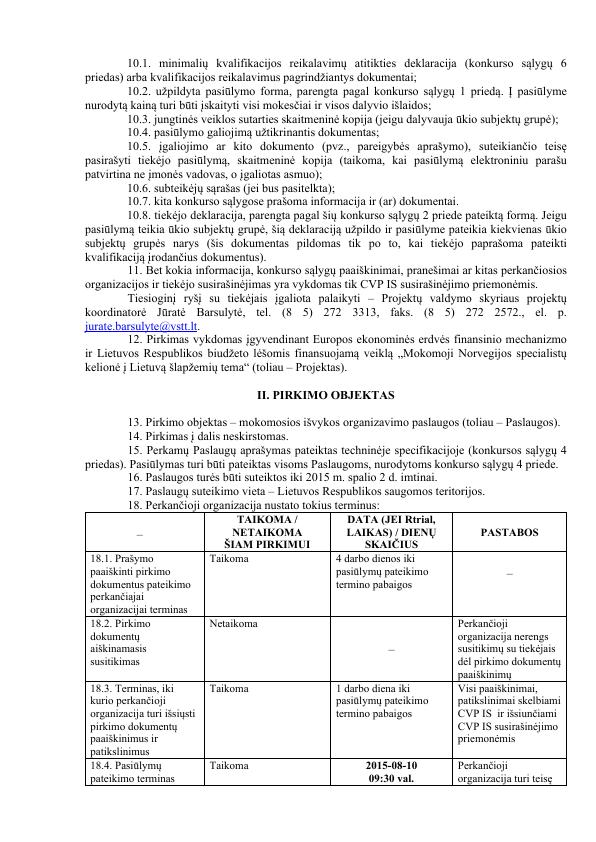 10.1. minimalių kvalifikacijos reikalavimų atitikties deklaracija (konkurso sąlygų 6
priedas) arba kvalifikacijos reikalavimus pagrindžiantys dokumentai;
10.2. užpildyta pasiūlymo forma, parengta pagal konkurso sąlygų 1 priedą. Į pasiūlyme
nurodytą kainą turi būti įskaityti visi mokesčiai ir visos dalyvio išlaidos;
10.3. jungtinės veiklos sutarties skaitmeninė kopija (jeigu dalyvauja ūkio subjektų grupė);
10.4. pasiūlymo galiojimą užtikrinantis dokumentas;
10.5. įgaliojimo ar kito dokumento (pvz., pareigybės aprašymo), suteikiančio teisę
pasirašyti tiekėjo pasiūlymą, skaitmeninė kopija (taikoma, kai pasiūlymą elektroniniu parašu
patvirtina ne įmonės vadovas, o įgaliotas asmuo);
10.6. subteikėjų sąrašas (jei bus pasitelkta);
10.7. kita konkurso sąlygose prašoma informacija ir (ar) dokumentai.
10.8. tiekėjo deklaracija, parengta pagal šių konkurso sąlygų 2 priede pateiktą formą. Jeigu
pasiūlymą teikia ūkio subjektų grupė, šią deklaraciją užpildo ir pasiūlyme pateikia kiekvienas ūkio
subjektų grupės narys (šis dokumentas pildomas tik po to, kai tiekėjo paprašoma pateikti
kvalifikaciją įrodančius dokumentus).
11. Bet kokia informacija, konkurso sąlygų paaiškinimai, pranešimai ar kitas perkančiosios
organizacijos ir tiekėjo susirašinėjimas yra vykdomas tik CVP IS susirašinėjimo priemonėmis.
Tiesioginį ryšį su tiekėjais įgaliota palaikyti – Projektų valdymo skyriaus projektų
koordinatorė Jūratė Barsulytė, tel. (8 5) 272 3313, faks. (8 5) 272 2572., el. p.
jurate.barsulyte@vstt.lt.
12. Pirkimas vykdomas įgyvendinant Europos ekonominės erdvės finansinio mechanizmo
ir Lietuvos Respublikos biudžeto lėšomis finansuojamą veiklą „Mokomoji Norvegijos specialistų
kelionė į Lietuvą šlapžemių tema“ (toliau – Projektas).
II. PIRKIMO OBJEKTAS
13. Pirkimo objektas – mokomosios išvykos organizavimo paslaugos (toliau – Paslaugos).
14. Pirkimas į dalis neskirstomas.
15. Perkamų Paslaugų aprašymas pateiktas techninėje specifikacijoje (konkursos sąlygų 4
priedas). Pasiūlymas turi būti pateiktas visoms Paslaugoms, nurodytoms konkurso sąlygų 4 priede.
16. Paslaugos turės būti suteiktos iki 2015 m. spalio 2 d. imtinai.
17. Paslaugų suteikimo vieta – Lietuvos Respublikos saugomos teritorijos.
18. Perkančioji organizacija nustato tokius terminus:
–
TAIKOMA /
NETAIKOMA
ŠIAM PIRKIMUI
DATA (JEI Rtrial,
LAIKAS) / DIENŲ
SKAIČIUS
PASTABOS
18.1. Prašymo
paaiškinti pirkimo
dokumentus pateikimo
perkančiajai
organizacijai terminas
Taikoma
4 darbo dienos iki
pasiūlymų pateikimo
termino pabaigos
–
18.2. Pirkimo
dokumentų
aiškinamasis
susitikimas
Netaikoma
–
Perkančioji
organizacija nerengs
susitikimų su tiekėjais
dėl pirkimo dokumentų
paaiškinimų
18.3. Terminas, iki
kurio perkančioji
organizacija turi išsiųsti
pirkimo dokumentų
paaiškinimus ir
patikslinimus
Taikoma
1 darbo diena iki
pasiūlymų pateikimo
termino pabaigos
Visi paaiškinimai,
patikslinimai skelbiami
CVP IS ir išsiunčiami
CVP IS susirašinėjimo
priemonėmis
18.4. Pasiūlymų
pateikimo terminas
Taikoma
2015-08-10
09:30 val.
Perkančioji
organizacija turi teisę